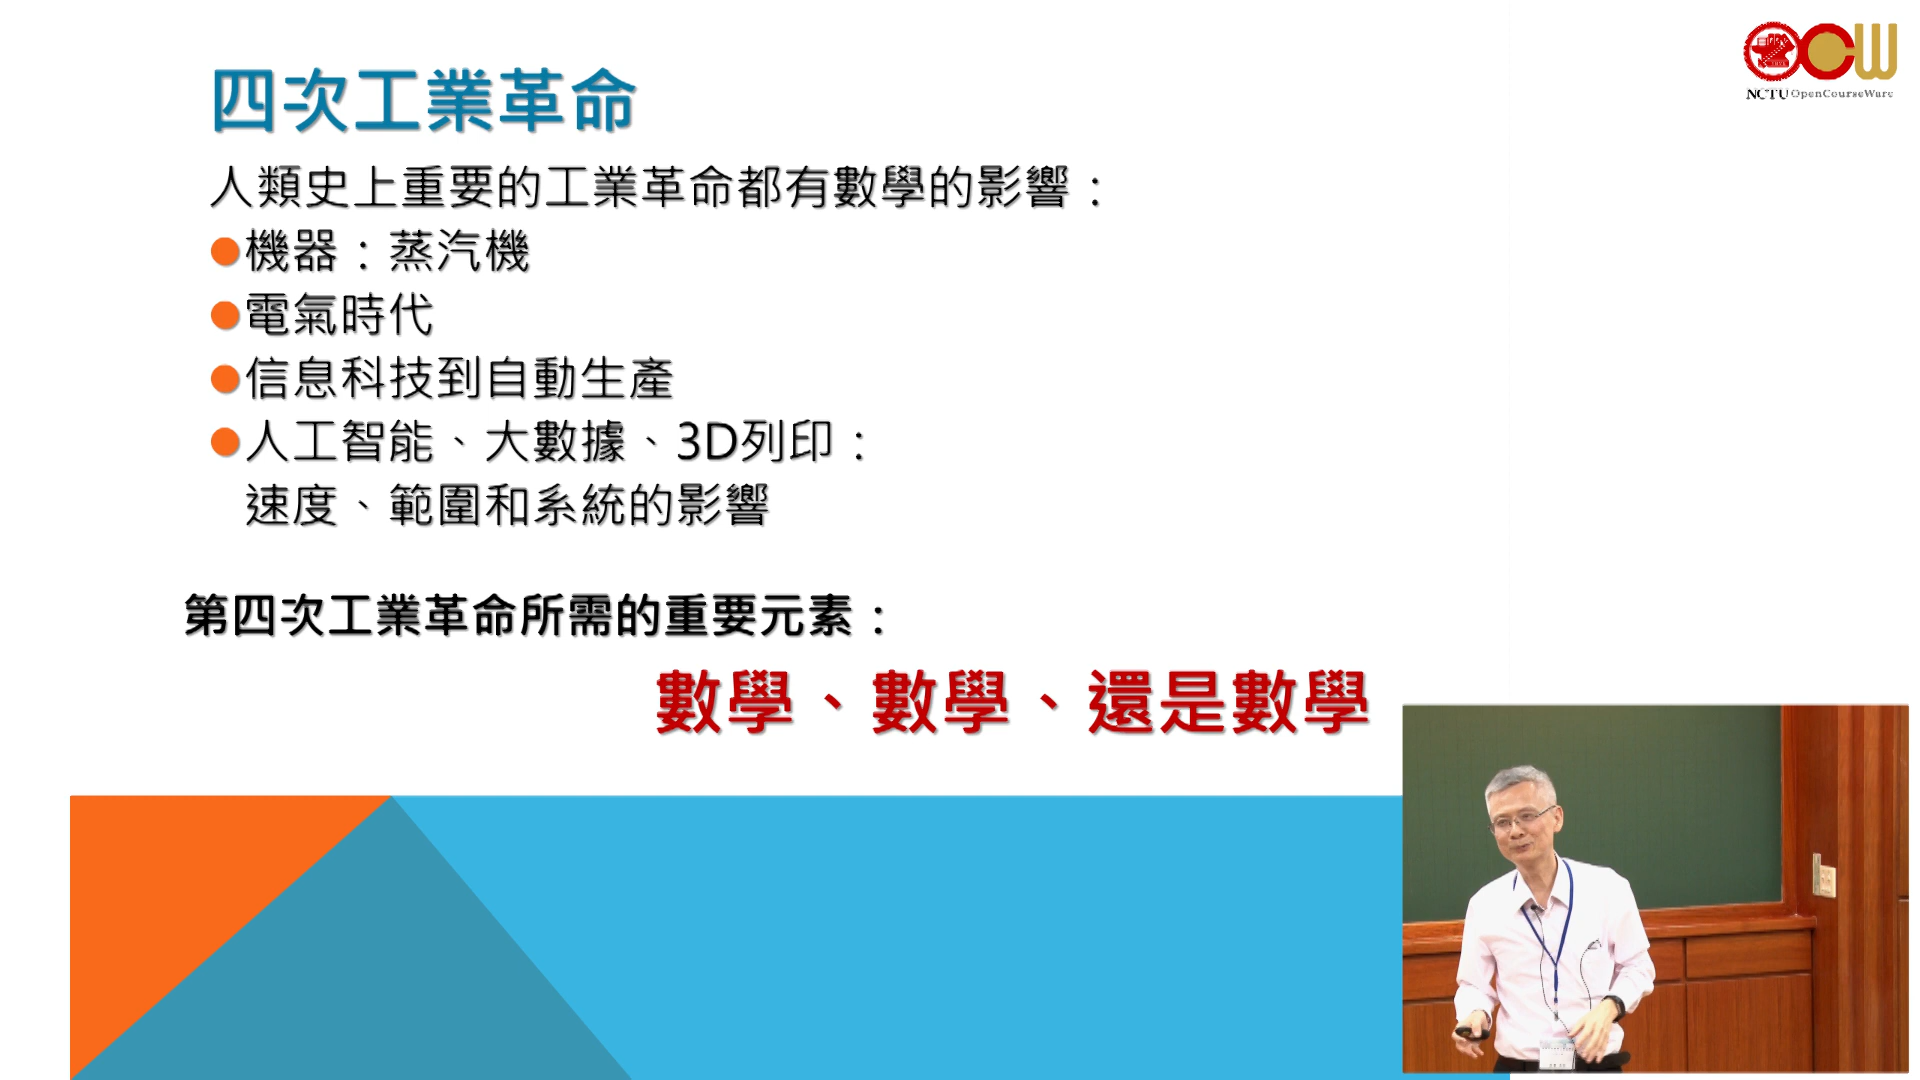 四次工業革命
人類史上重要的工業革命都有數學的影響：
機器：蒸汽機
電氣時代
信息科技到自動生產
人工智能、大數據、3D列印：
速度、範圍和系統的影響
第四次工業革命所需的重要元素：
數學、數學、還是數學
OCW
NCTU OpenCourseWare